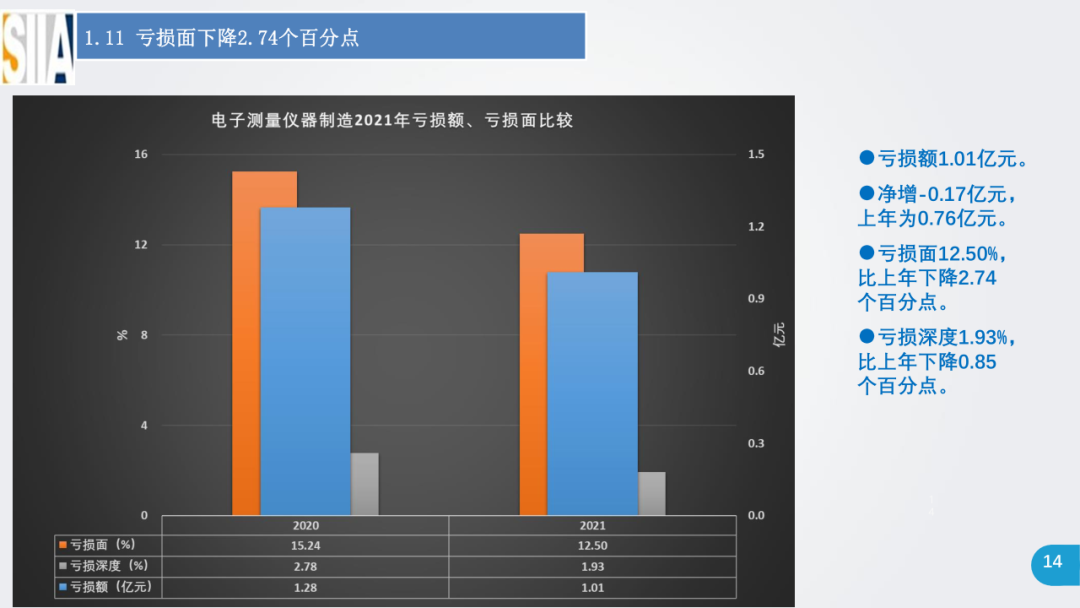 SIIA
1.11 亏损面下降2.74个百分点
电子测量仪器制造2021年亏损额、亏损面比较
16
12
8
4
0
%
1.5
1.2
0.9
0.6
0.3
0.0
亿元
2020 2021
亏损面（%） 15.24 12.50
亏损深度（%） 2.78 1.93
亏损额（亿元） 1.28 1.01
●亏损额1.01亿元。
●净增-0.17亿元，
上年为0.76亿元。
●亏损面12.50%，
比上年下降2.74
个百分点。
●亏损深度1.93%，
比上年下降0.85
个百分点。
14